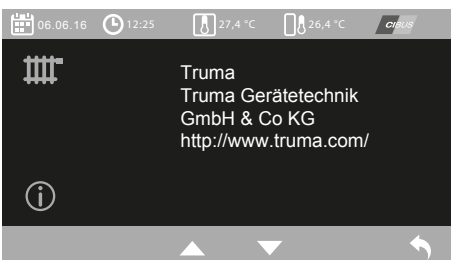 06.06.16 12:25 27,4 °C 26,4 °C CIBUS
Truma
Truma Gerätetechnik
GmbH & Co KG
http://www.truma.com/